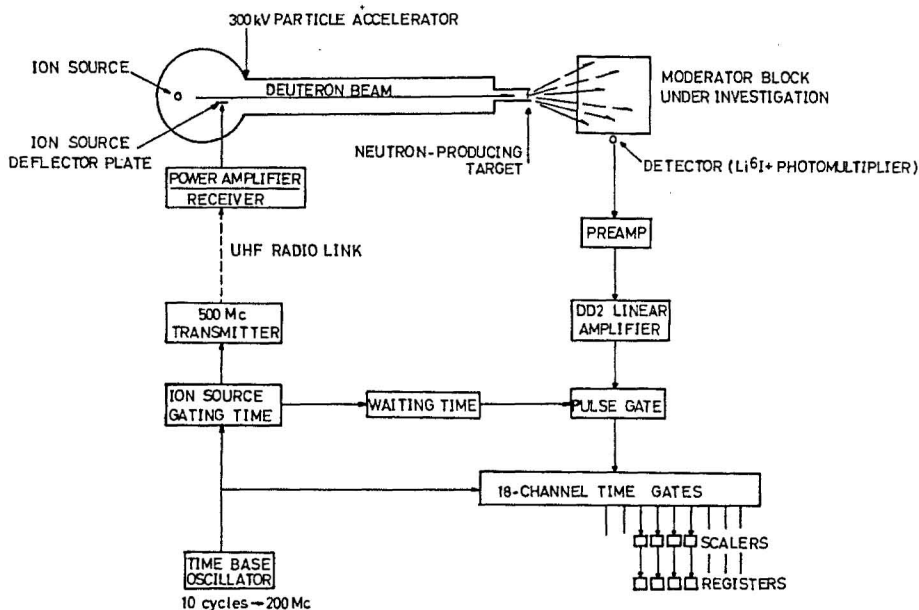 300kV PARTICLE ACCELERATOR
ION SOURCE
DEUTERON BEAM
MODERATOR BLOCK
UNDER INVESTIGATION
ION SOURCE
DEFLECTOR PLATE
NEUTRON-PRODUCING
TARGET
DETECTOR (Li⁶I+ PHOTOMULTIPLIER)
POWER AMPLIFIER
RECEIVER
PREAMP
UHF RADIO LINK
500 Mc
TRANSMITTER
DD2 LINEAR
AMPLIFIER
ION SOURCE
GATING TIME
WAITING TIME
PULSE GATE
18-CHANNEL TIME GATES
SCALERS
TIME BASE
OSCILLATOR
REGISTERS
10 cycles → 200 Mc